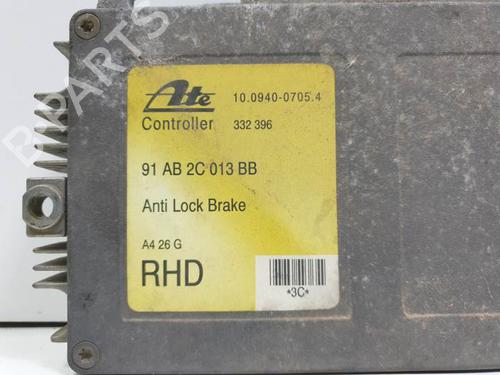 B-PARTS
Ate 10.0940-0705.4
Controller 332 396
91 AB 2C 013 BB
Anti Lock Brake
A4 26 G
RHD
*3C*